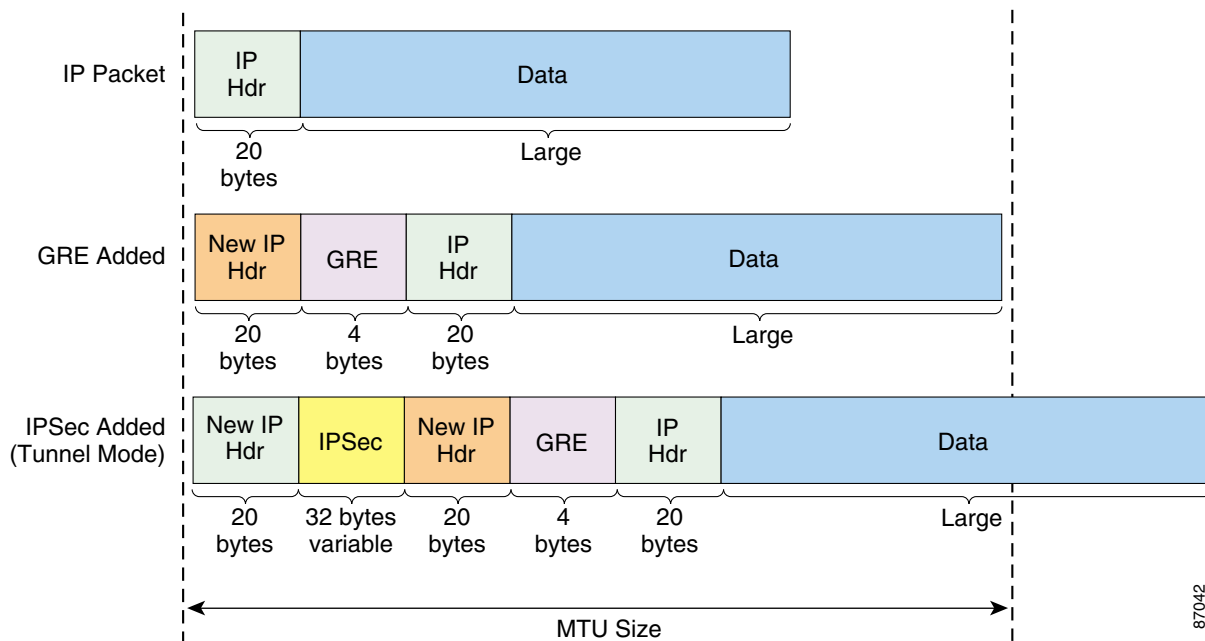 IP Packet
IP
Hdr
Data
20
bytes
Large
GRE Added
New IP
Hdr
GRE
IP
Hdr
Data
20
bytes
4
bytes
20
bytes
Large
IPSec Added
(Tunnel Mode)
New IP
Hdr
IPSec
New IP
Hdr
GRE
IP
Hdr
Data
20
bytes
32 bytes
variable
20
bytes
4
bytes
20
bytes
Large
MTU Size
87042